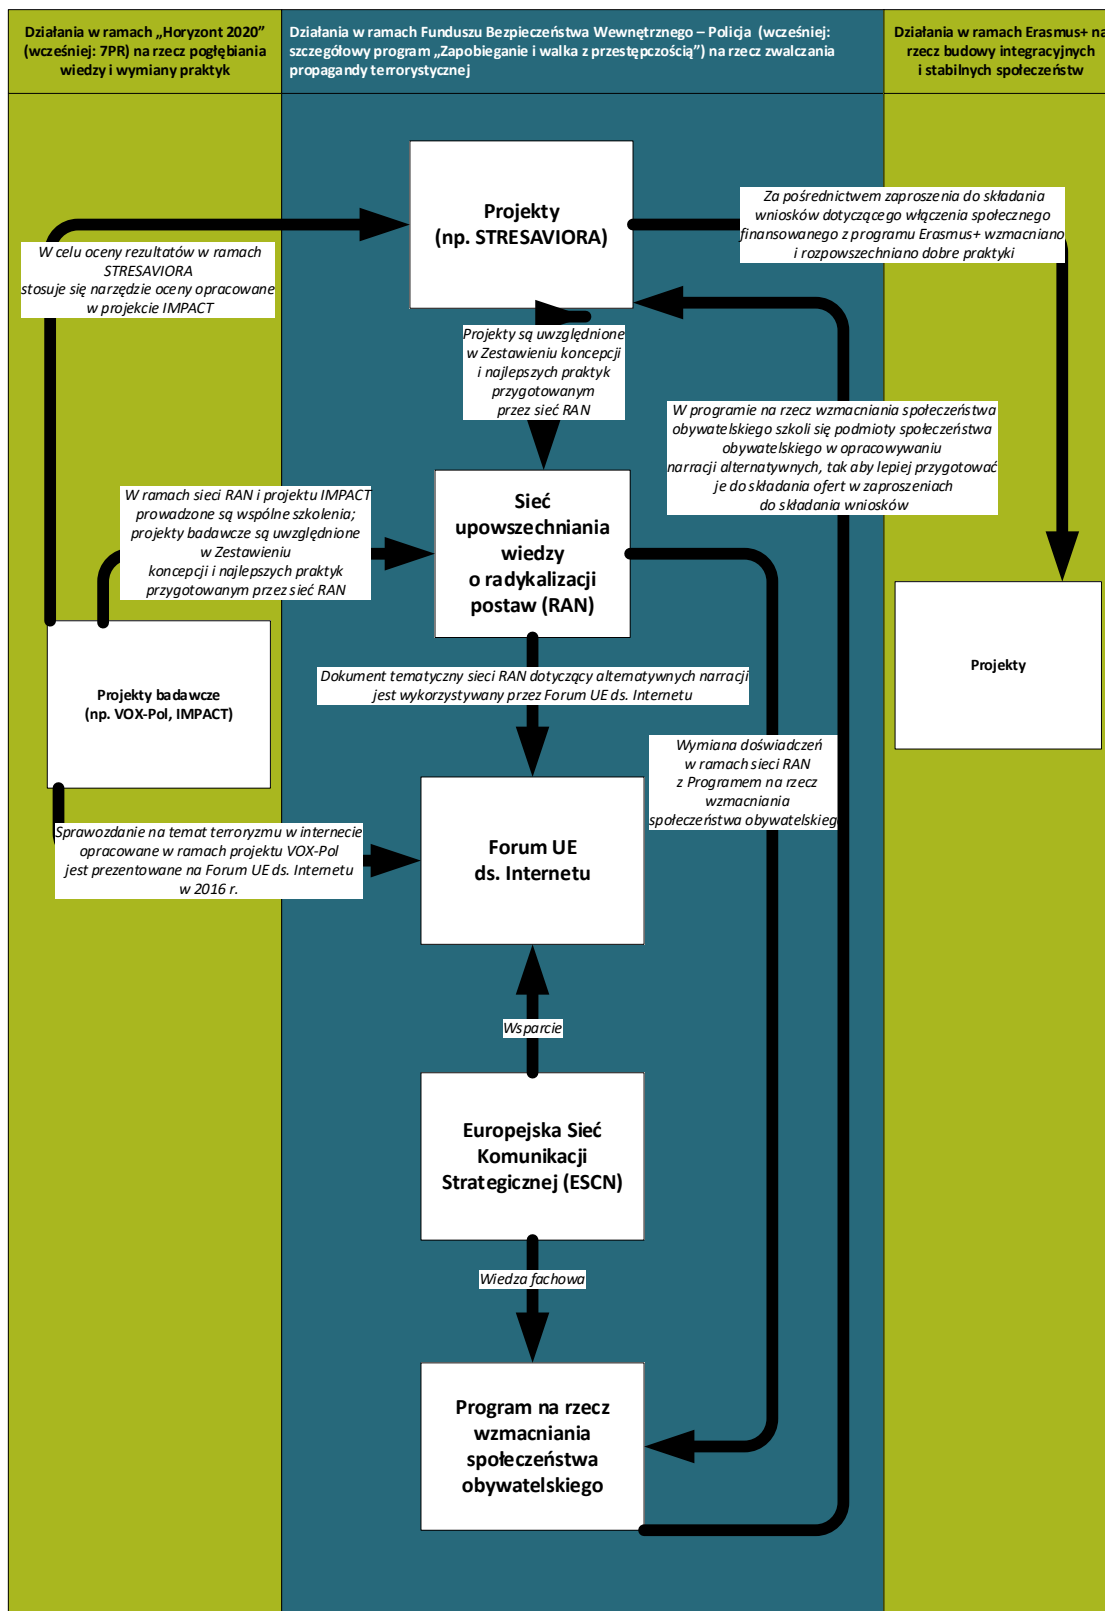 Działania w ramach „Horyzont 2020”
(wcześniej: 7PR) na rzecz pogłębiania
wiedzy i wymiany praktyk
Działania w ramach Funduszu Bezpieczeństwa Wewnętrznego – Policja (wcześniej:
szczegółowy program „Zapobieganie i walka z przestępczością”) na rzecz zwalczania
propagandy terrorystycznej
Działania w ramach Erasmus+ na
rzecz budowy integracyjnych
i stabilnych społeczeństw
Projekty
(np. STRESAVIORA)
Za pośrednictwem zaproszenia do składania
wniosków dotyczącego włączenia społecznego
finansowanego z programu Erasmus+ wzmacniano
i rozpowszechniano dobre praktyki
W celu oceny rezultatów w ramach
STRESAVIORA
stosuje się narzędzie oceny opracowane
w projekcie IMPACT
Projekty są uwzględnione
w Zestawieniu koncepcji
i najlepszych praktyk
przygotowanym
przez sieć RAN
W programie na rzecz wzmacniania społeczeństwa
obywatelskiego szkoli się podmioty społeczeństwa
obywatelskiego w opracowywaniu
narracji alternatywnych, tak aby lepiej przygotować
je do składania ofert w zaproszeniach
do składania wniosków
W ramach sieci RAN i projektu IMPACT
prowadzone są wspólne szkolenia;
projekty badawcze są uwzględnione
w Zestawieniu
koncepcji i najlepszych praktyk
przygotowanym przez sieć RAN
Sieć
upowszechniania
wiedzy
o radykalizacji
postaw (RAN)
Projekty badawcze
(np. VOX-Pol, IMPACT)
Projekty
Dokument tematyczny sieci RAN dotyczący alternatywnych narracji
jest wykorzystywany przez Forum UE ds. Internetu
Wymiana doświadczeń
w ramach sieci RAN
z Programem na rzecz
wzmacniania
społeczeństwa obywatelskiego
Sprawozdanie na temat terroryzmu w internecie
opracowane w ramach projektu VOX-Pol
jest prezentowane na Forum UE ds. Internetu
w 2016 r.
Forum UE
ds. Internetu
Wsparcie
Europejska Sieć
Komunikacji
Strategicznej (ESCN)
Wiedza fachowa
Program na rzecz
wzmacniania
społeczeństwa
obywatelskiego